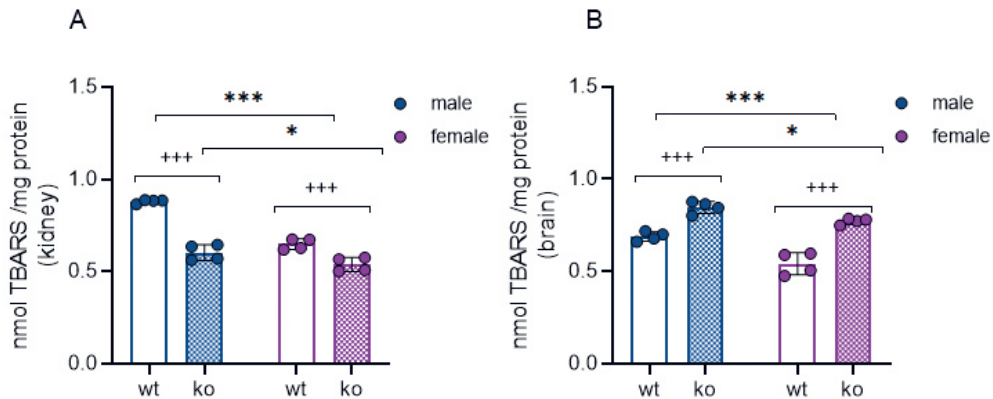 A
nmol TBARS /mg protein
(kidney)
1.5
1.0
0.5
0.0
***
*
+++
+++
male
female
wt
ko
wt
ko
B
nmol TBARS /mg protein
(brain)
1.5
1.0
0.5
0.0
***
*
+++
+++
male
female
wt
ko
wt
ko